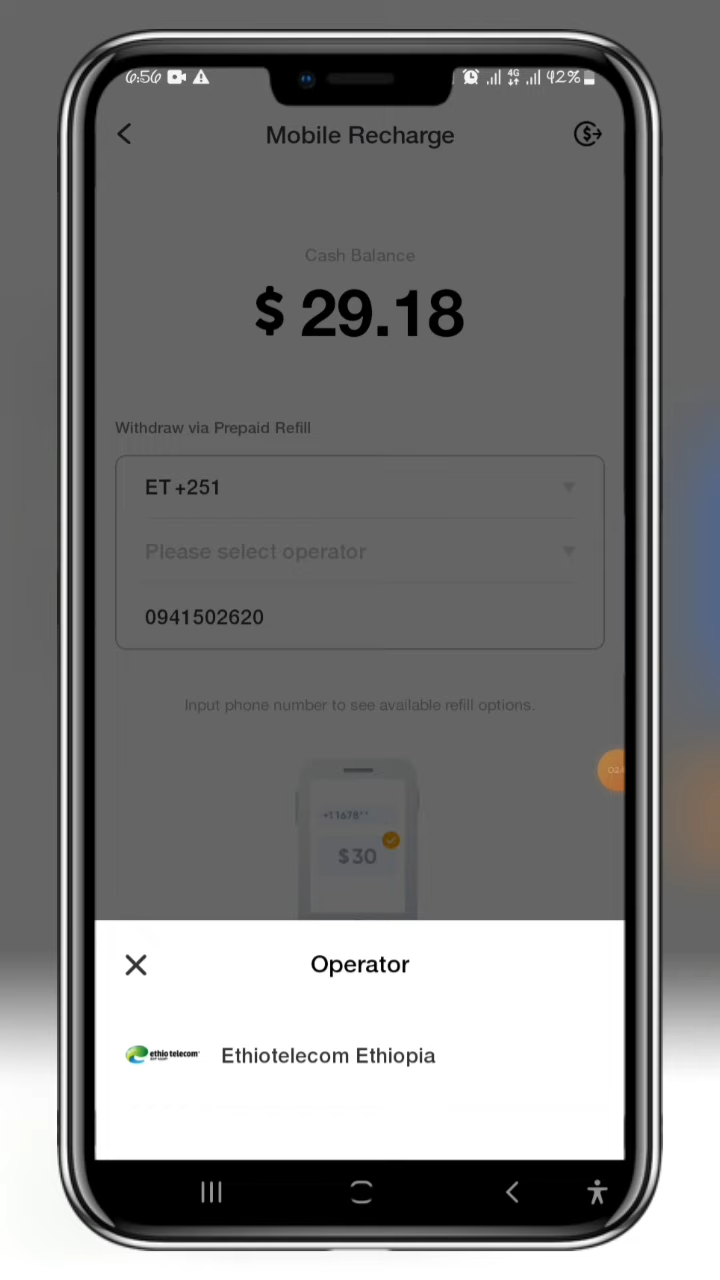 6:56
4G
42%
Mobile Recharge
Cash Balance
$ 29.18
Withdraw via Prepaid Refill
ET +251
Please select operator
0941502620
Input phone number to see available refill options.
+11678**
$30
Operator
ethio telecom
Ethiotelecom Ethiopia